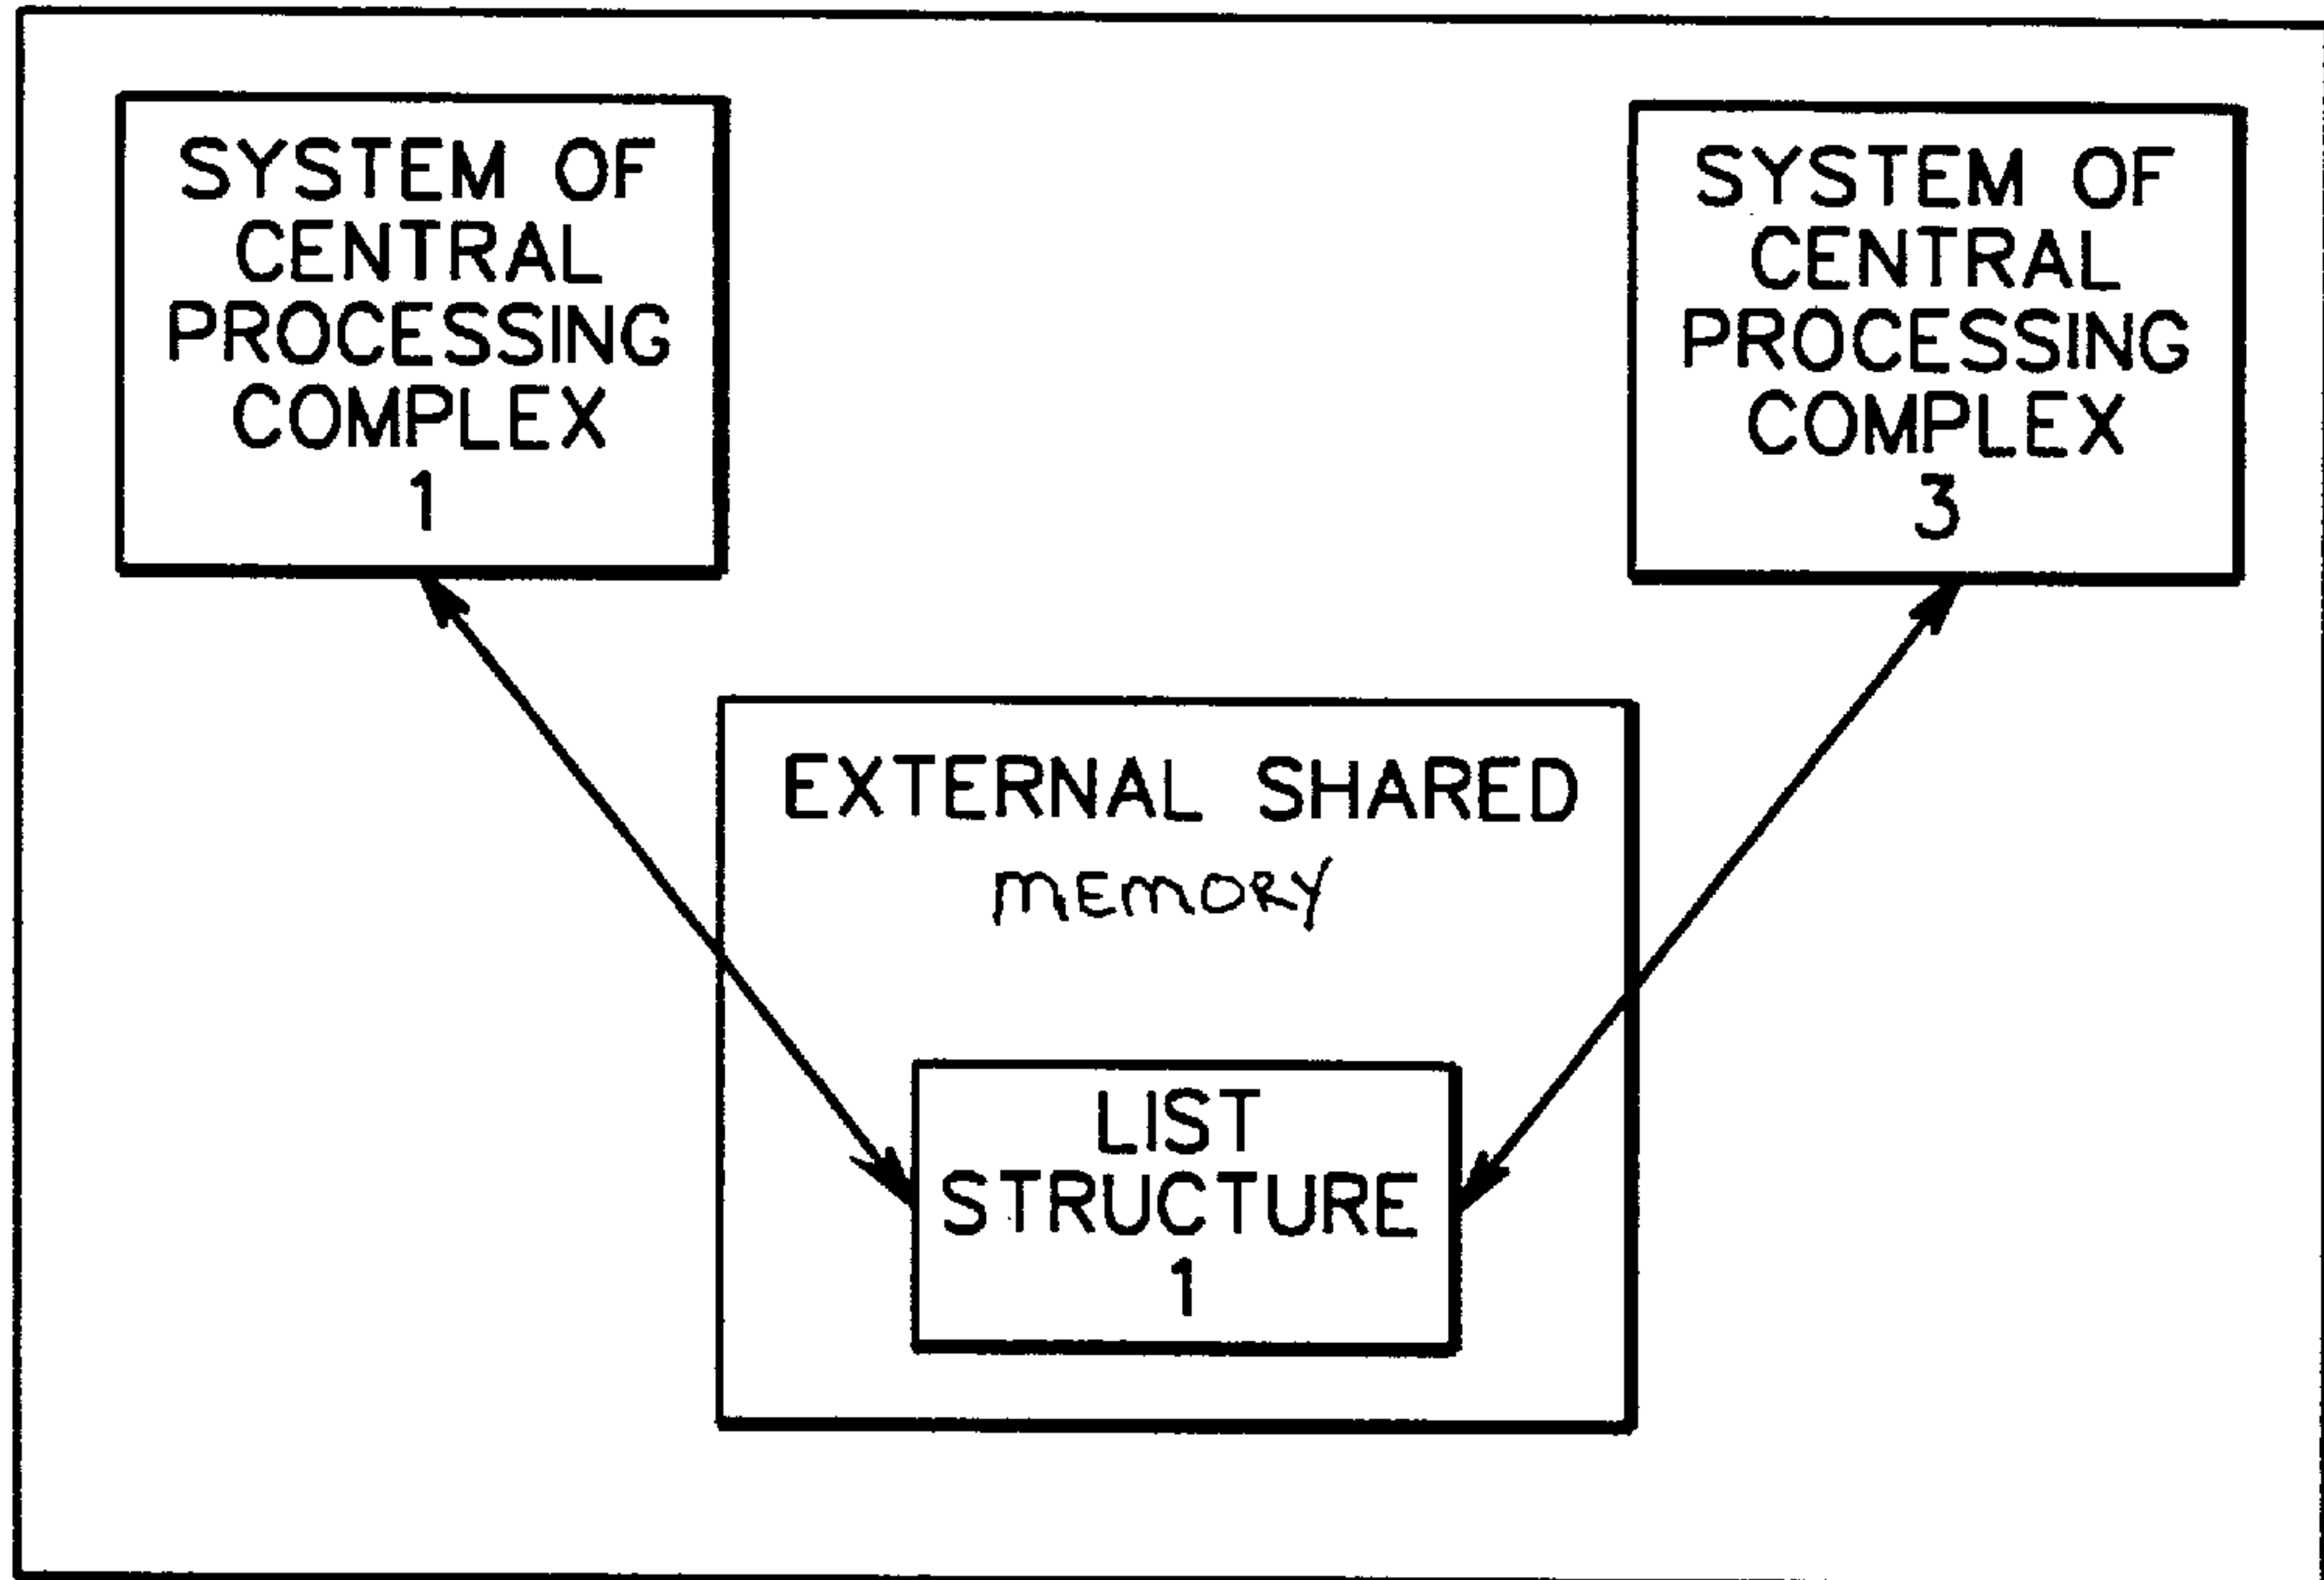 SYSTEM OF
CENTRAL
PROCESSING
COMPLEX
1
SYSTEM OF
CENTRAL
PROCESSING
COMPLEX
3
EXTERNAL SHARED
MEMORY
LIST
STRUCTURE
1